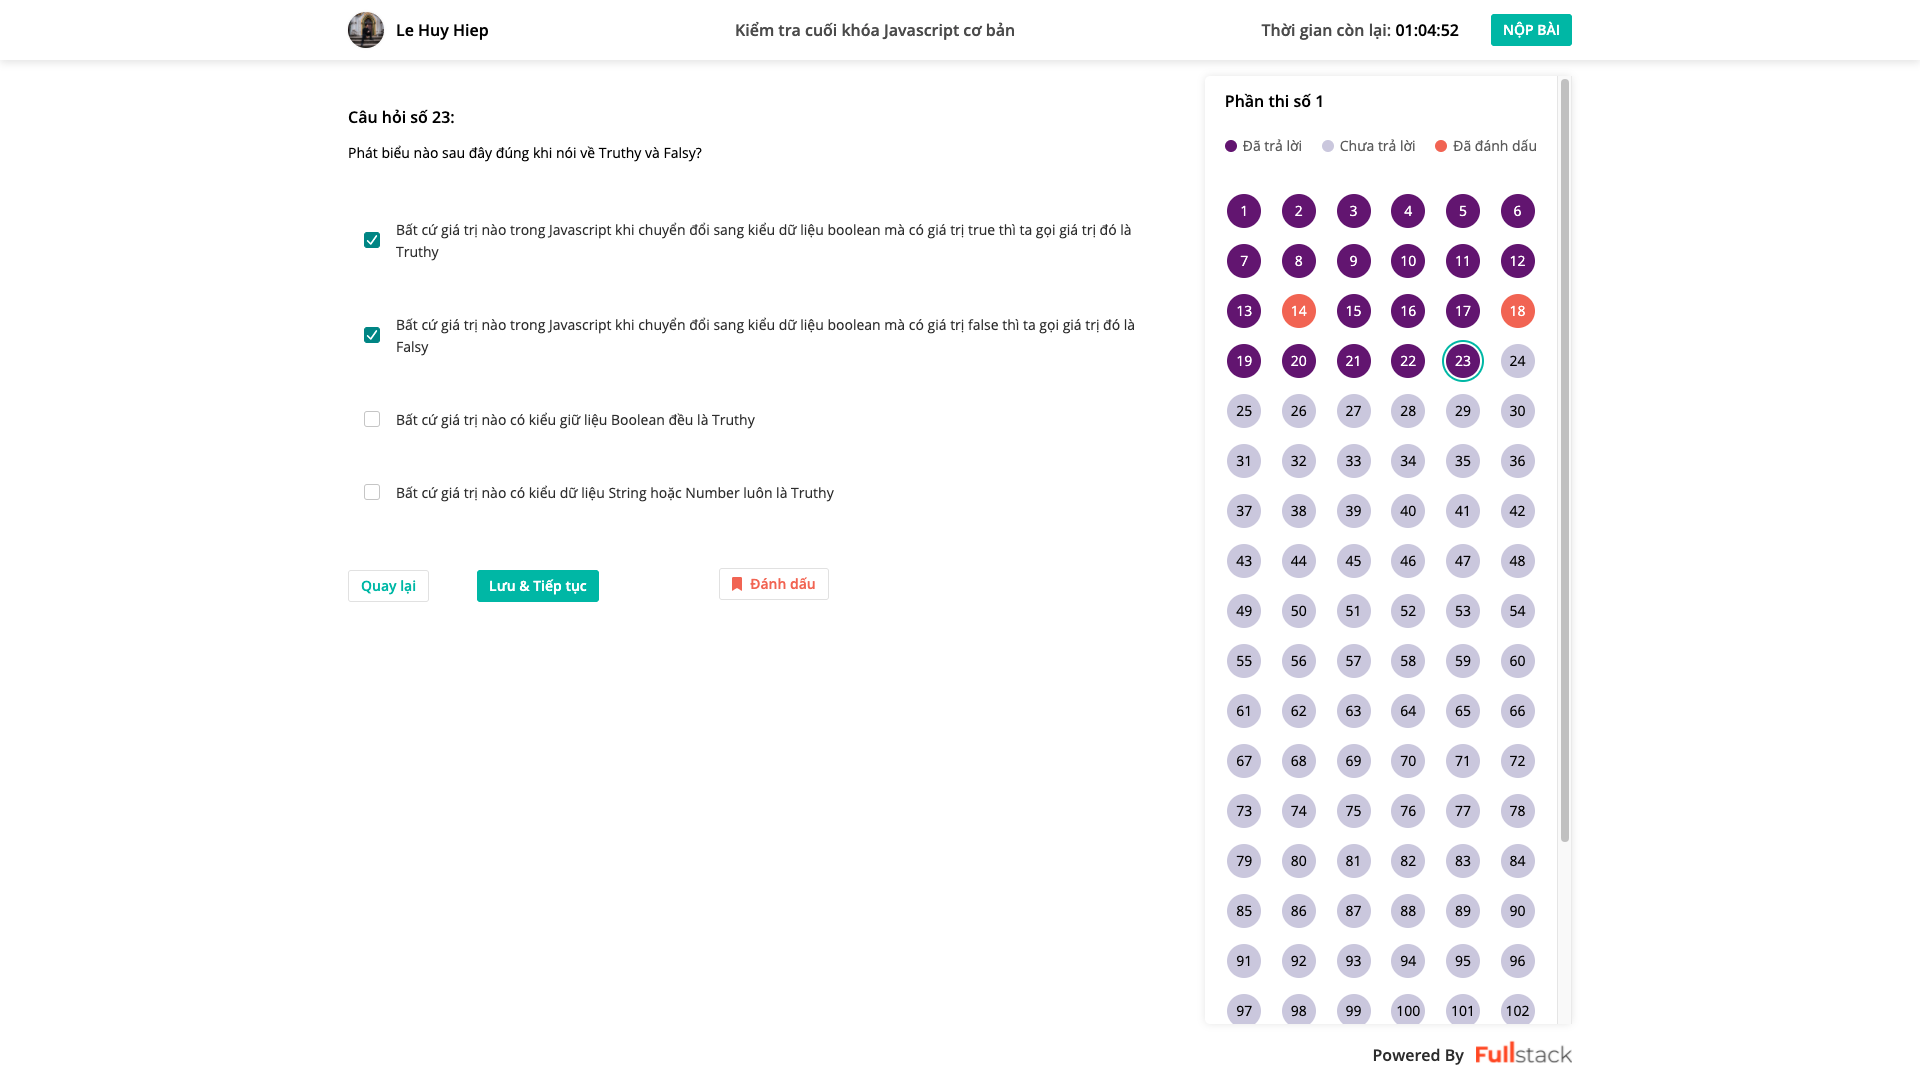 Le Huy Hiep
Kiểm tra cuối khóa Javascript cơ bản
Thời gian còn lại: 01:04:52
NỘP BÀI
Câu hỏi số 23:
Phát biểu nào sau đây đúng khi nói về Truthy và Falsy?
Bất cứ giá trị nào trong Javascript khi chuyển đổi sang kiểu dữ liệu boolean mà có giá trị true thì ta gọi giá trị đó là
Truthy
Bất cứ giá trị nào trong Javascript khi chuyển đổi sang kiểu dữ liệu boolean mà có giá trị false thì ta gọi giá trị đó là
Falsy
Bất cứ giá trị nào có kiểu giữ liệu Boolean đều là Truthy
Bất cứ giá trị nào có kiểu dữ liệu String hoặc Number luôn là Truthy
Quay lại
Lưu & Tiếp tục
Đánh dấu
Phần thi số 1
Đã trả lời Chưa trả lời Đã đánh dấu
1 2 3 4 5 6
7 8 9 10 11 12
13 14 15 16 17 18
19 20 21 22 23 24
25 26 27 28 29 30
31 32 33 34 35 36
37 38 39 40 41 42
43 44 45 46 47 48
49 50 51 52 53 54
55 56 57 58 59 60
61 62 63 64 65 66
67 68 69 70 71 72
73 74 75 76 77 78
79 80 81 82 83 84
85 86 87 88 89 90
91 92 93 94 95 96
97 98 99 100 101 102
Powered By Fullstack